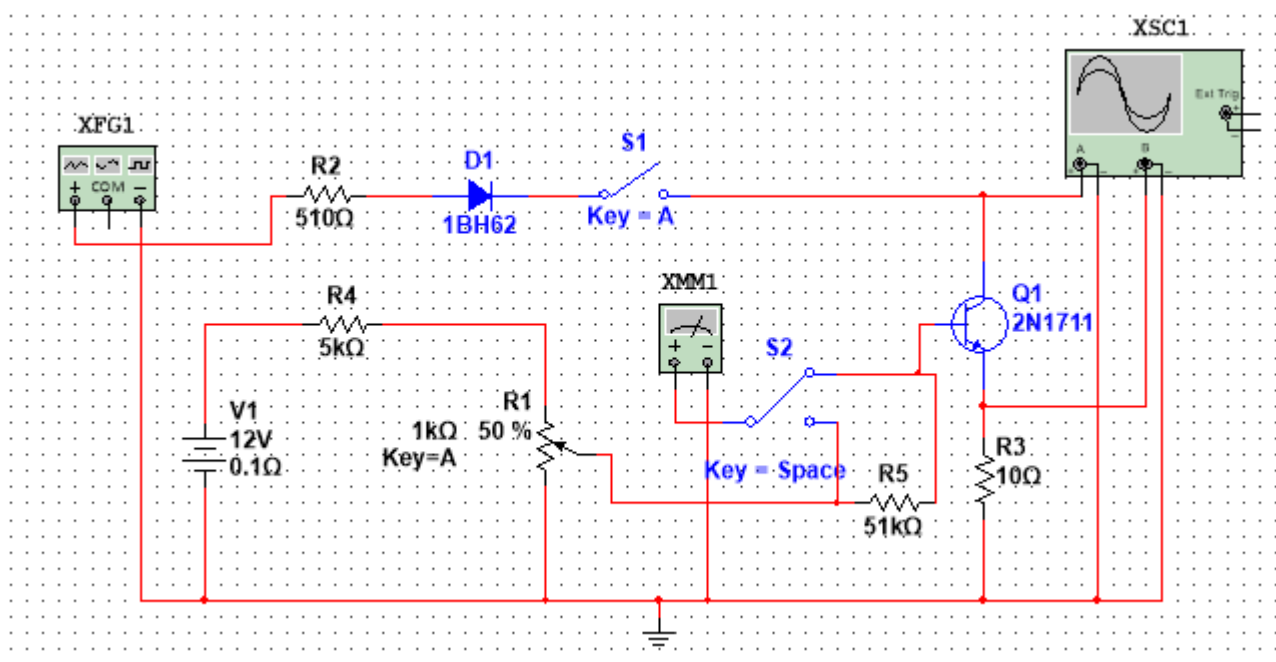 XSC1
Ext Trig
+
−
A
B
+ − + −
XFG1
+ COM −
R2
510Ω
D1
1BH62
S1
Key = A
XMM1
+ −
Q1
2N1711
R4
5kΩ
S2
V1
12V
0.1Ω
R1
1kΩ 50 %
Key=A
Key = Space
R5
51kΩ
R3
10Ω